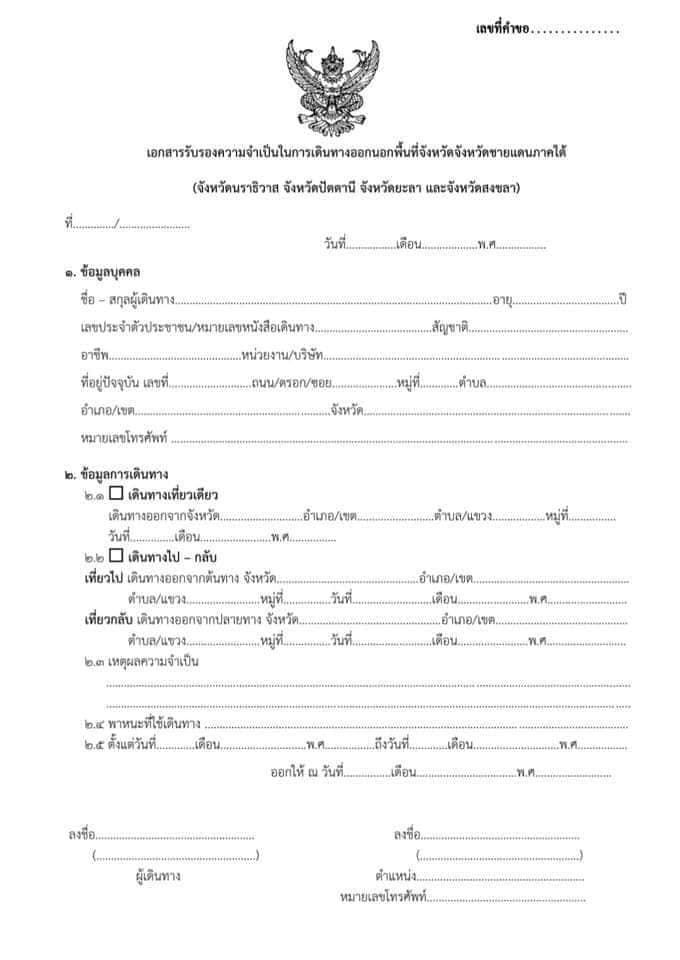 เลขที่คำขอ...............
เอกสารรับรองความจำเป็นในการเดินทางออกนอกพื้นที่จังหวัดจังหวัดชายแดนภาคใต้
(จังหวัดนราธิวาส จังหวัดปัตตานี จังหวัดยะลา และจังหวัดสงขลา)
ที่............../........................
วันที่.................เดือน...................พ.ศ.................
๑. ข้อมูลบุคคล
ชื่อ – สกุลผู้เดินทาง.............................................................................................................อายุ....................................ปี
เลขประจำตัวประชาชน/หมายเลขหนังสือเดินทาง........................................สัญชาติ......................................................
อาชีพ.............................................หน่วยงาน/บริษัท........................................................................................................
ที่อยู่ปัจจุบัน เลขที่............................ถนน/ตรอก/ซอย......................หมู่ที่.............ตำบล.................................................
อำเภอ/เขต..................................................................จังหวัด...........................................................................................
หมายเลขโทรศัพท์ ...........................................................................................................................................................
๒. ข้อมูลการเดินทาง
๒.๑ ☐ เดินทางเที่ยวเดียว
เดินทางออกจากจังหวัด............................อำเภอ/เขต..........................ตำบล/แขวง..................หมู่ที่................
วันที่...............เดือน........................พ.ศ................
๒.๒ ☐ เดินทางไป – กลับ
เที่ยวไป เดินทางออกจากต้นทาง จังหวัด................................................อำเภอ/เขต.....................................................
ตำบล/แขวง.........................หมู่ที่................วันที่...........................เดือน........................พ.ศ...........................
เที่ยวกลับ เดินทางออกจากปลายทาง จังหวัด................................................อำเภอ/เขต.............................................
ตำบล/แขวง.........................หมู่ที่................วันที่...........................เดือน........................พ.ศ...........................
๒.๓ เหตุผลความจำเป็น
..................................................................................................................................................................................
..................................................................................................................................................................................
๒.๔ พาหนะที่ใช้เดินทาง ................................................................................................................................................
๒.๕ ตั้งแต่วันที่.............เดือน.............................พ.ศ.................ถึงวันที่.............เดือน.............................พ.ศ.................
ออกให้ ณ วันที่................เดือน..................................พ.ศ..........................
ลงชื่อ...................................................... ลงชื่อ......................................................
(......................................................) (......................................................)
ผู้เดินทาง ตำแหน่ง.........................................................
หมายเลขโทรศัพท์......................................................